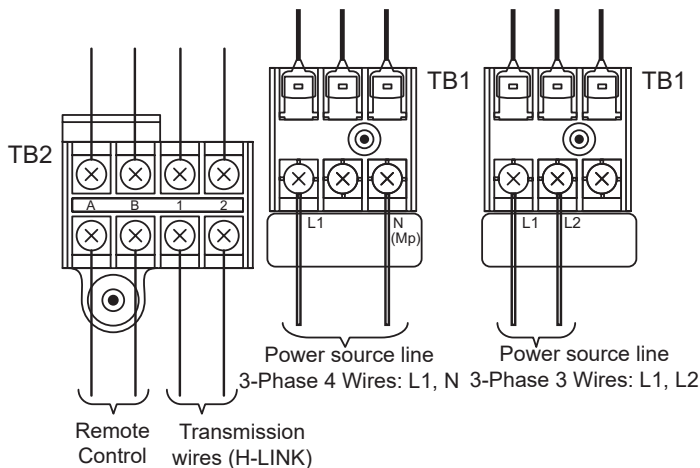 TB1
TB1
TB2
A B 1 2
L1 N
(Mp)
L1 L2
Power source line
3-Phase 4 Wires: L1, N
Power source line
3-Phase 3 Wires: L1, L2
Remote
Control
Transmission
wires (H-LINK)